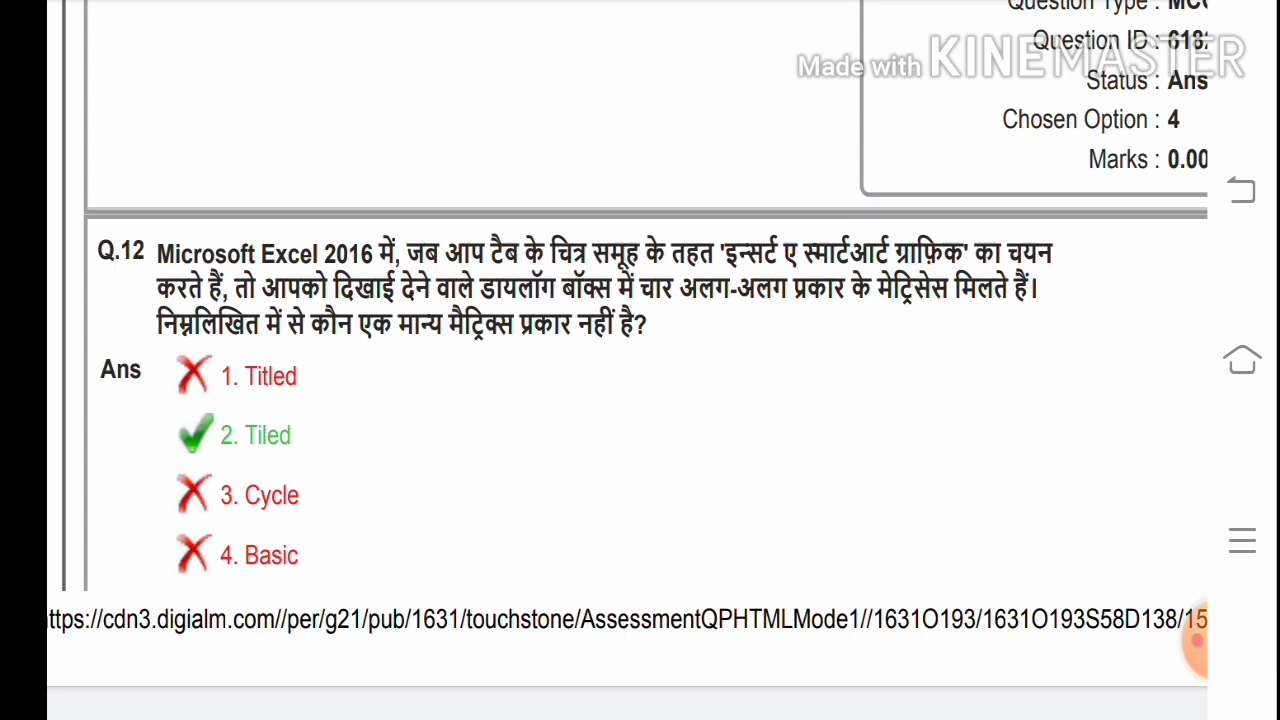 Question Type :
Made with KINEMASTER
Question ID : 618
Status : Ans
Chosen Option : 4
Marks : 0.00
Q.12 Microsoft Excel 2016 में, जब आप टैब के चित्र समूह के तहत 'इन्सर्ट ए स्मार्टआर्ट ग्राफ़िक' का चयन
करते हैं, तो आपको दिखाई देने वाले डायलॉग बॉक्स में चार अलग-अलग प्रकार के मेट्रिसेस मिलते हैं।
निम्नलिखित में से कौन एक मान्य मैट्रिक्स प्रकार नहीं है?
Ans 1. Titled
2. Tiled
3. Cycle
4. Basic
ttps://cdn3.digialm.com//per/g21/pub/1631/touchstone/AssessmentQPHTMLMode1//1631O193/1631O193S58D138/15